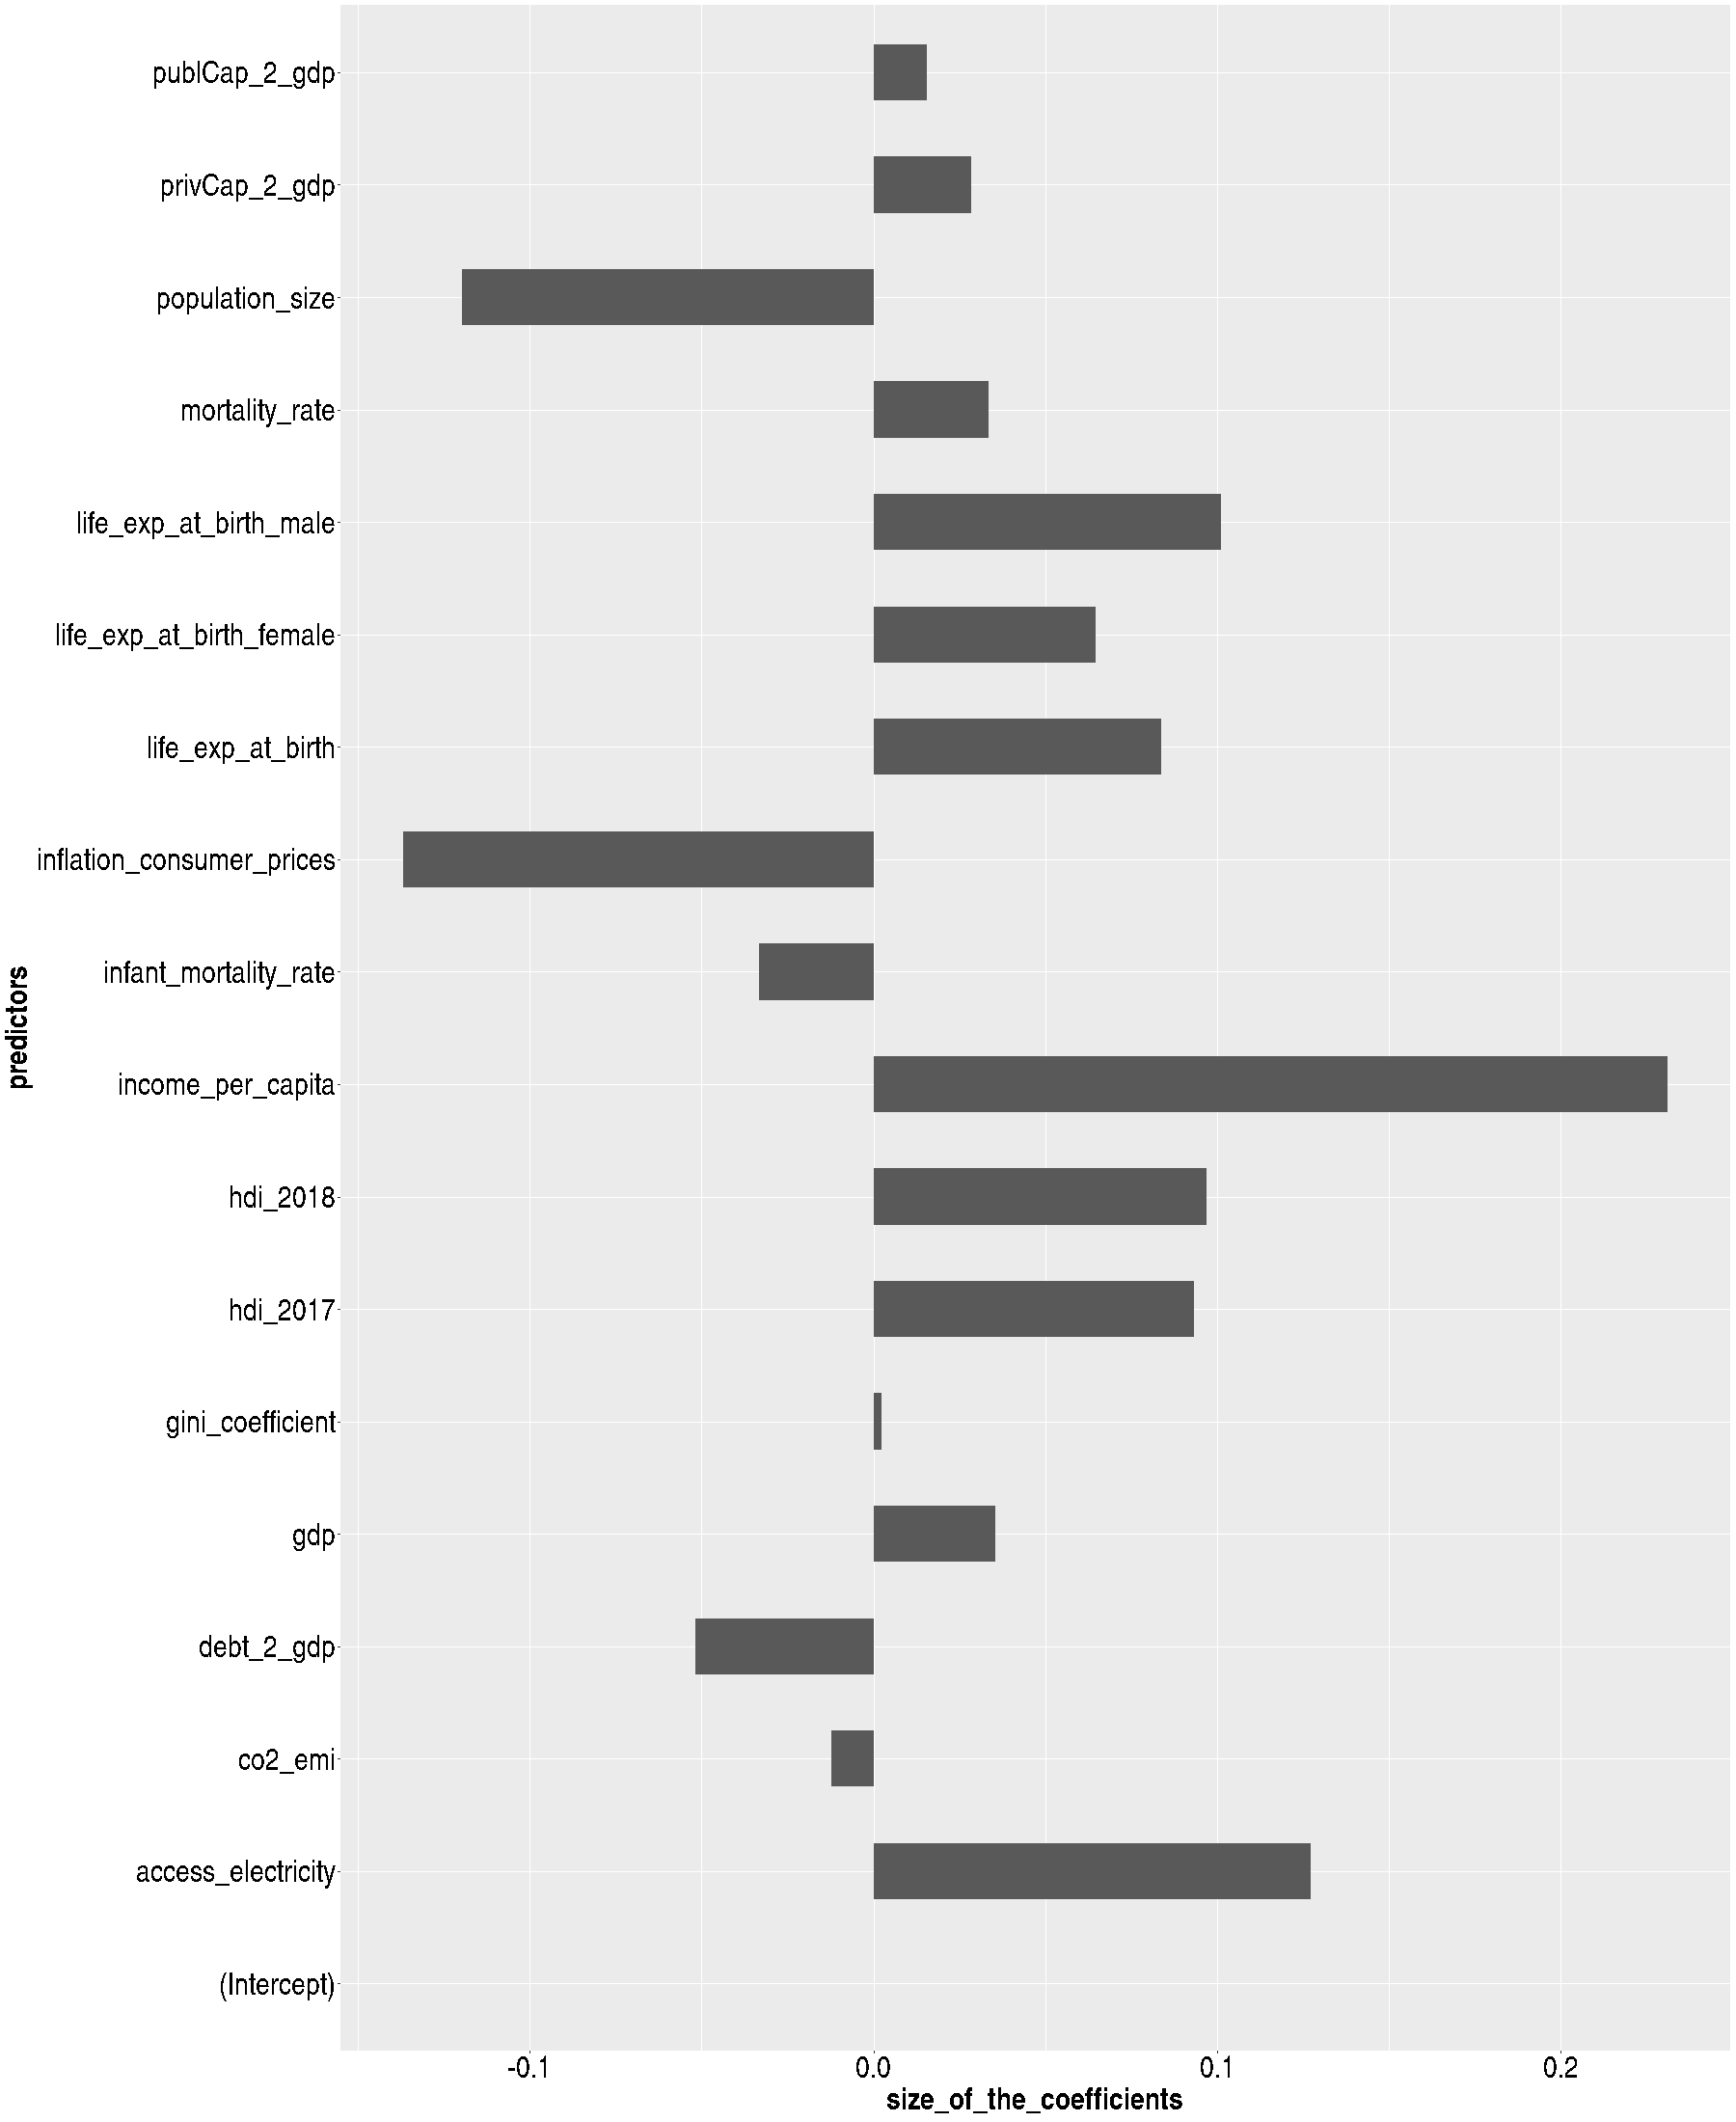 publCap_2_gdp
privCap_2_gdp
population_size
mortality_rate
life_exp_at_birth_male
life_exp_at_birth_female
life_exp_at_birth
inflation_consumer_prices
infant_mortality_rate
income_per_capita
hdi_2018
hdi_2017
gini_coefficient
gdp
debt_2_gdp
co2_emi
access_electricity
(Intercept)
predictors
-0.1 0.0 0.1 0.2
size_of_the_coefficients